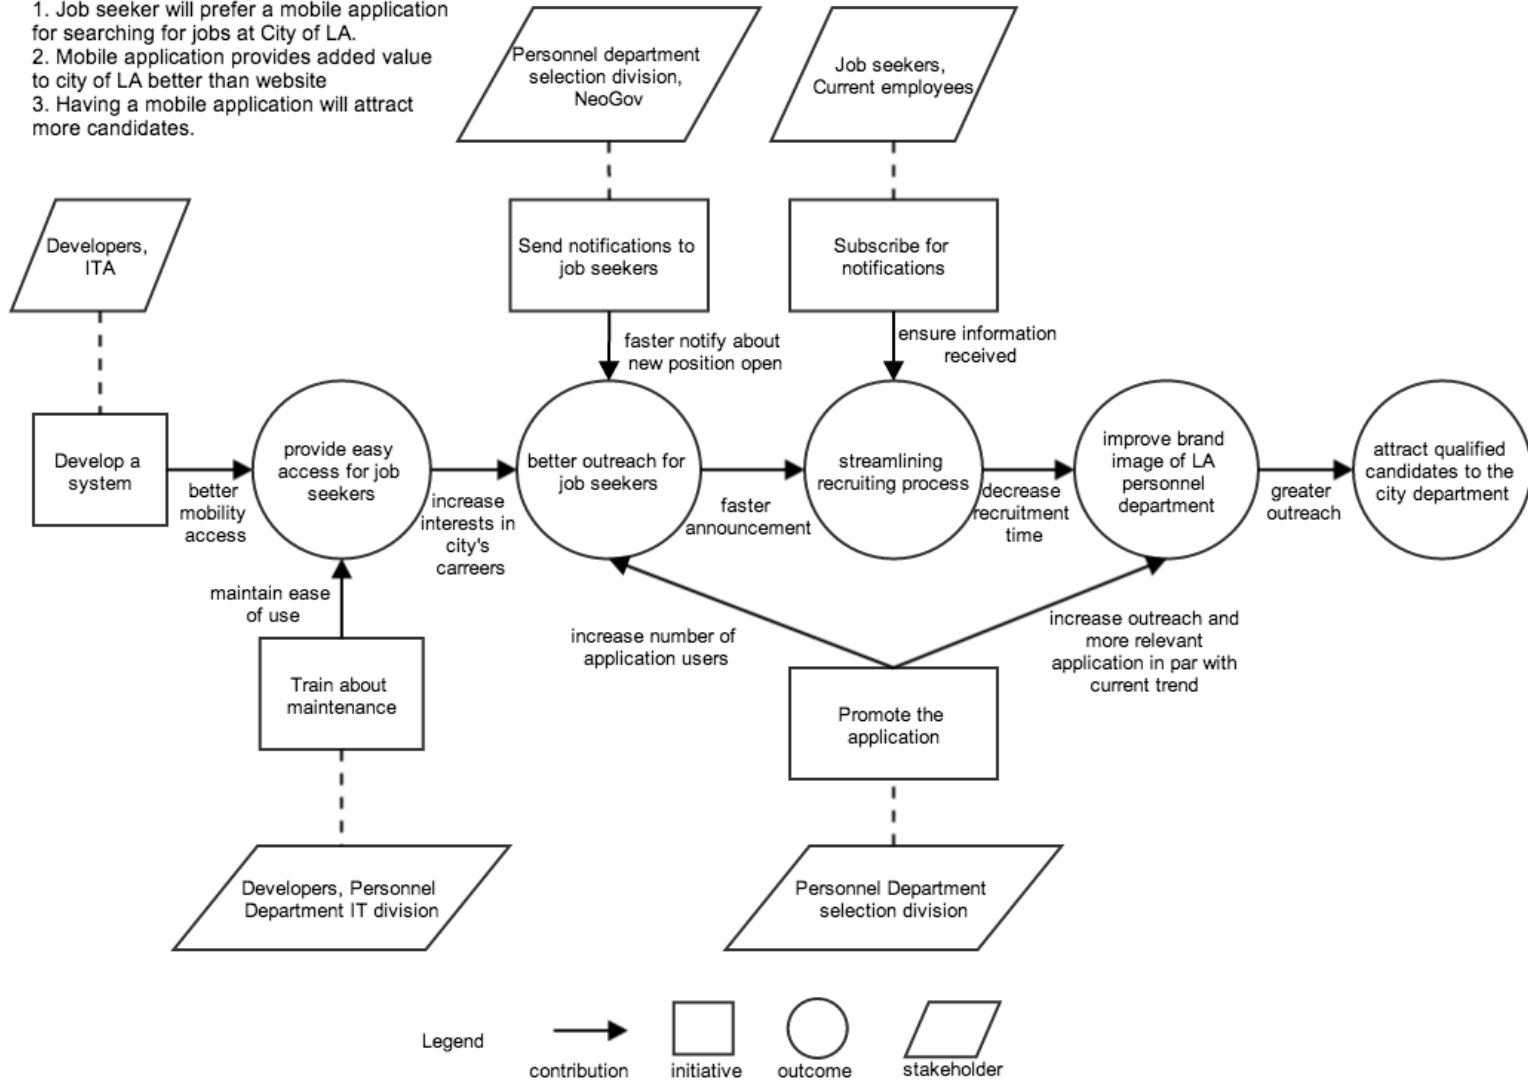 1. Job seeker will prefer a mobile application
for searching for jobs at City of LA.
2. Mobile application provides added value
to city of LA better than website
3. Having a mobile application will attract
more candidates.
Personnel department
selection division,
NeoGov
Job seekers,
Current employees
Developers,
ITA
Send notifications to
job seekers
Subscribe for
notifications
faster notify about
new position open
ensure information
received
Develop a
system
better
mobility
access
provide easy
access for job
seekers
increase
interests in
city's
carreers
better outreach for
job seekers
faster
announcement
streamlining
recruiting process
decrease
recruitment
time
improve brand
image of LA
personnel
department
greater
outreach
attract qualified
candidates to the
city department
maintain ease
of use
increase number of
application users
increase outreach and
more relevant
application in par with
current trend
Train about
maintenance
Promote the
application
Developers, Personnel
Department IT division
Personnel Department
selection division
Legend
contribution
initiative
outcome
stakeholder